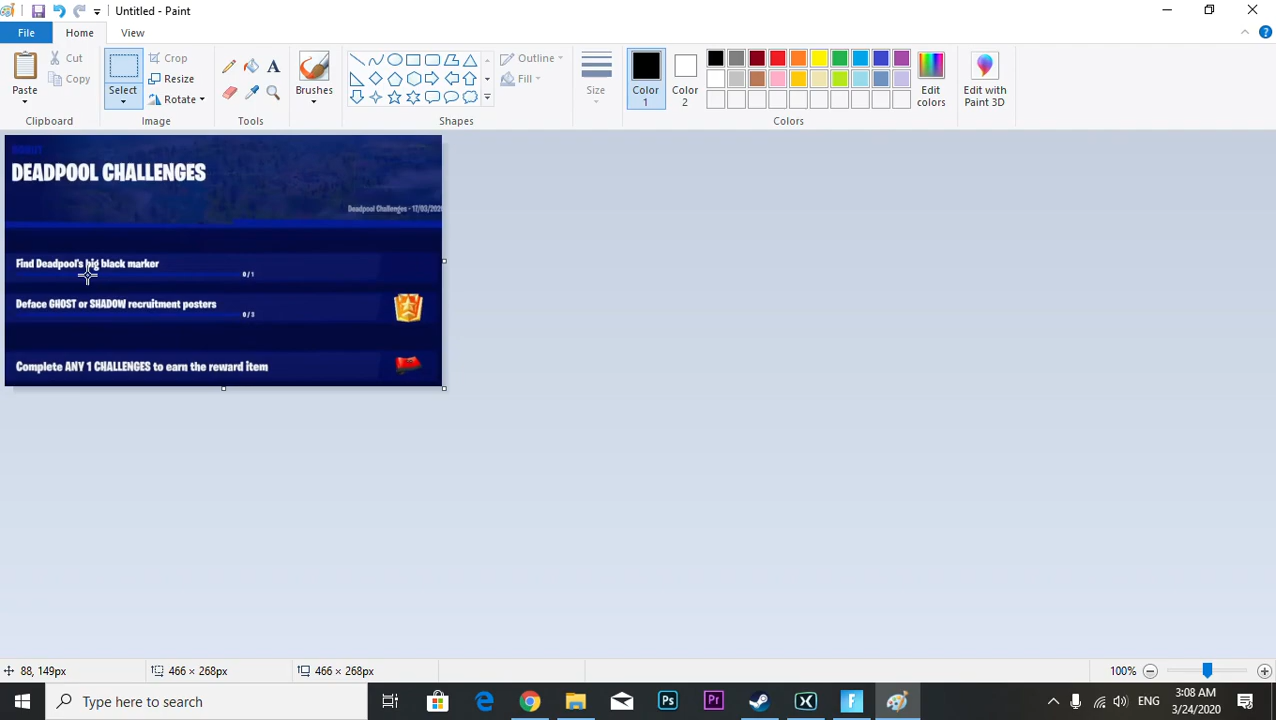 Untitled - Paint
File
Home
View
Paste
Cut
Copy
Clipboard
Select
Crop
Resize
Rotate
Image
Tools
Brushes
Outline
Fill
Shapes
Size
Color 1
Color 2
Edit colors
Colors
Edit with Paint 3D
DEADPOOL CHALLENGES
Deadpool Challenges - 17/03/202
Find Deadpool's big black marker
0/1
Deface GHOST or SHADOW recruitment posters
0/3
Complete ANY 1 CHALLENGES to earn the reward item
88, 149px
466 × 268px
466 × 268px
100%
Type here to search
Ps
Pr
ENG
3:08 AM
3/24/2020